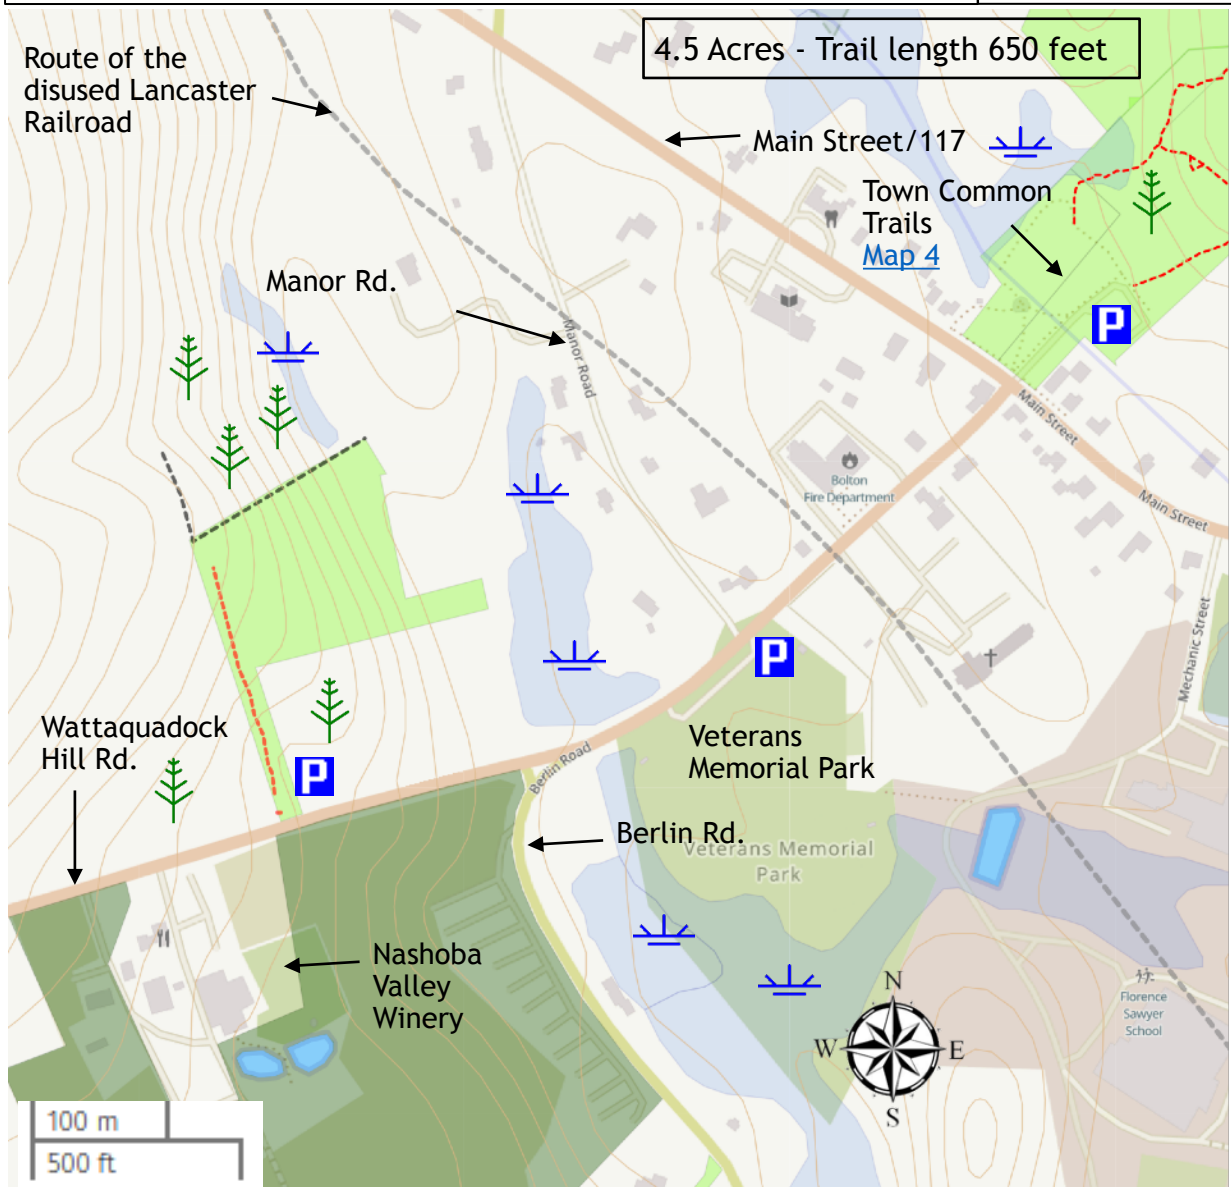 4.5 Acres - Trail length 650 feet
Route of the
disused Lancaster
Railroad
Main Street/117
Town Common
Trails
Map 4
P
Manor Rd.
Manor Road
Main Street
Main Street
Bolton
Fire Department
Mechanic Street
P
Wattaquadock
Hill Rd.
P
Veterans
Memorial Park
Berlin Road
Berlin Rd.
Veterans Memorial
Park
Nashoba
Valley
Winery
N
W
E
S
Florence
Sawyer
School
100 m
500 ft